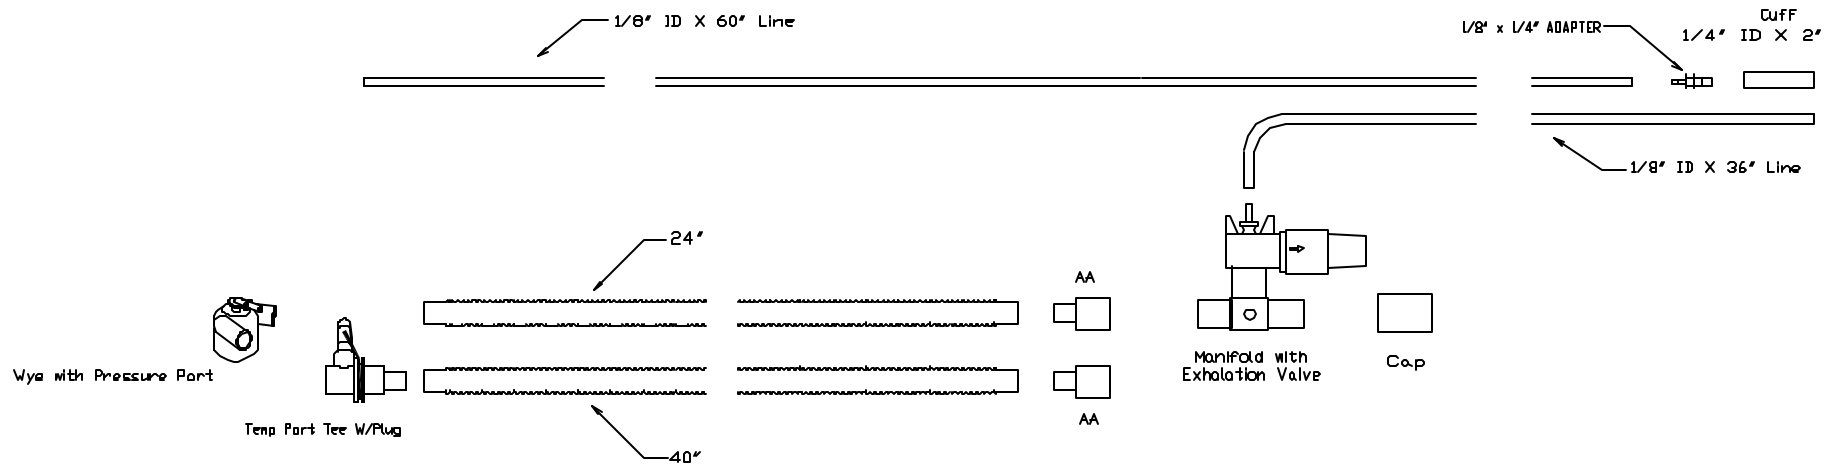 1/8" ID X 60" Line
1/8" x 1/4" ADAPTER
Cuff
1/4" ID X 2"
1/8" ID X 36" Line
24"
AA
Manifold with
Exhalation Valve
Cap
Wye with Pressure Port
AA
Temp Port Tee W/Plug
40"